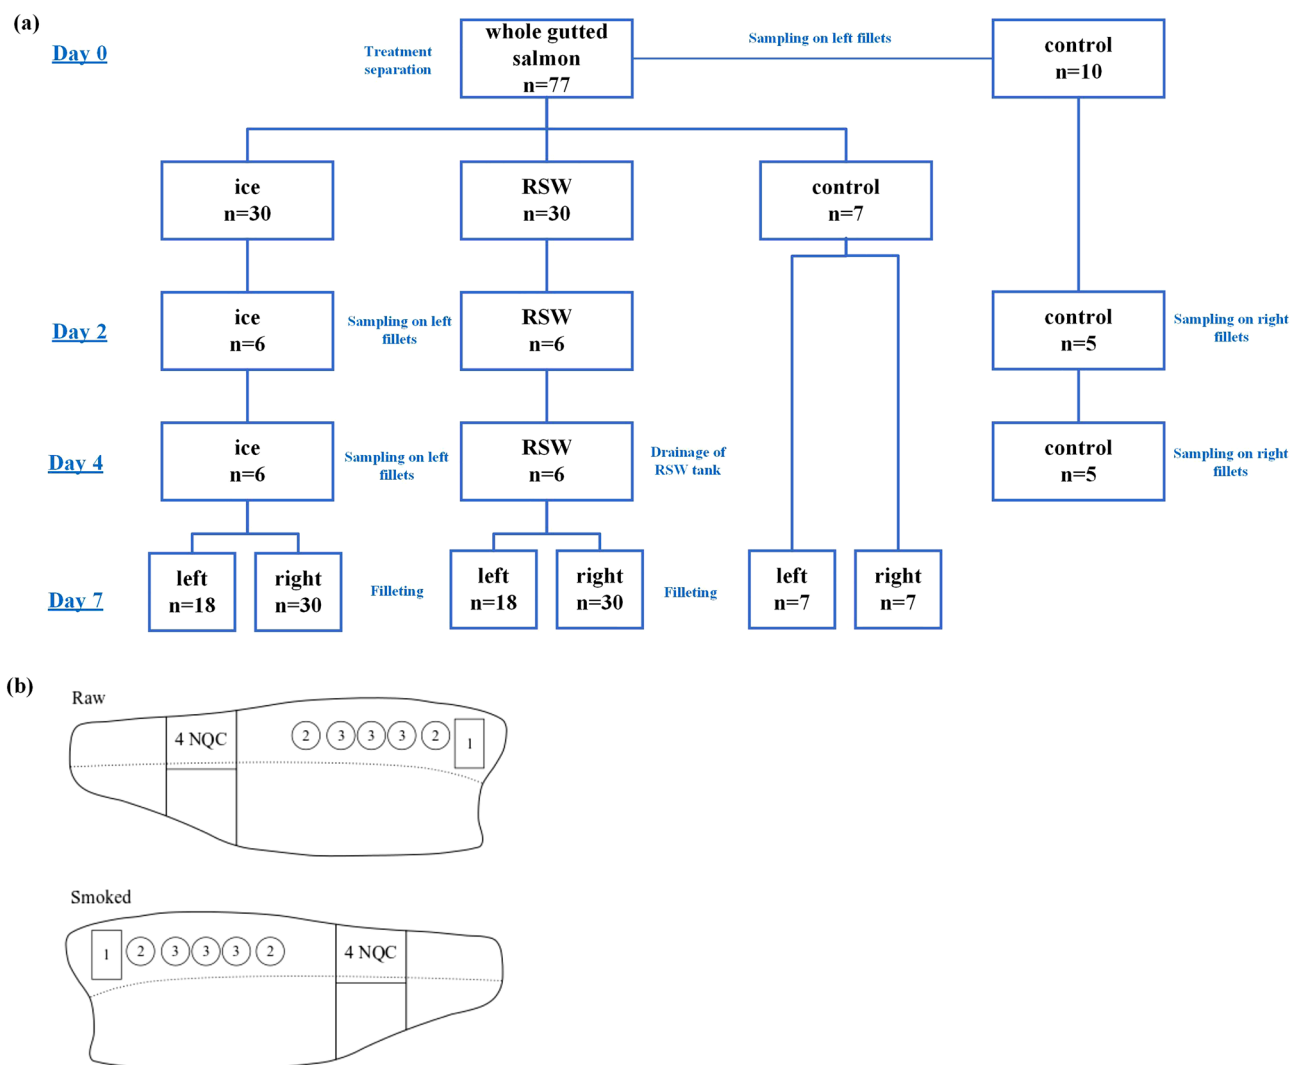 (a)
Day 0
Treatment
separation
whole gutted
salmon
n=77
Sampling on left fillets
control
n=10
ice
n=30
RSW
n=30
control
n=7
Day 2
ice
n=6
Sampling on left
fillets
RSW
n=6
control
n=5
Sampling on right
fillets
Day 4
ice
n=6
Sampling on left
fillets
RSW
n=6
Drainage of
RSW tank
control
n=5
Sampling on right
fillets
Day 7
left
n=18
right
n=30
Filleting
left
n=18
right
n=30
Filleting
left
n=7
right
n=7
(b)
Raw
4 NQC
2 3 3 3 2 1
Smoked
1 2 3 3 3 2
4 NQC